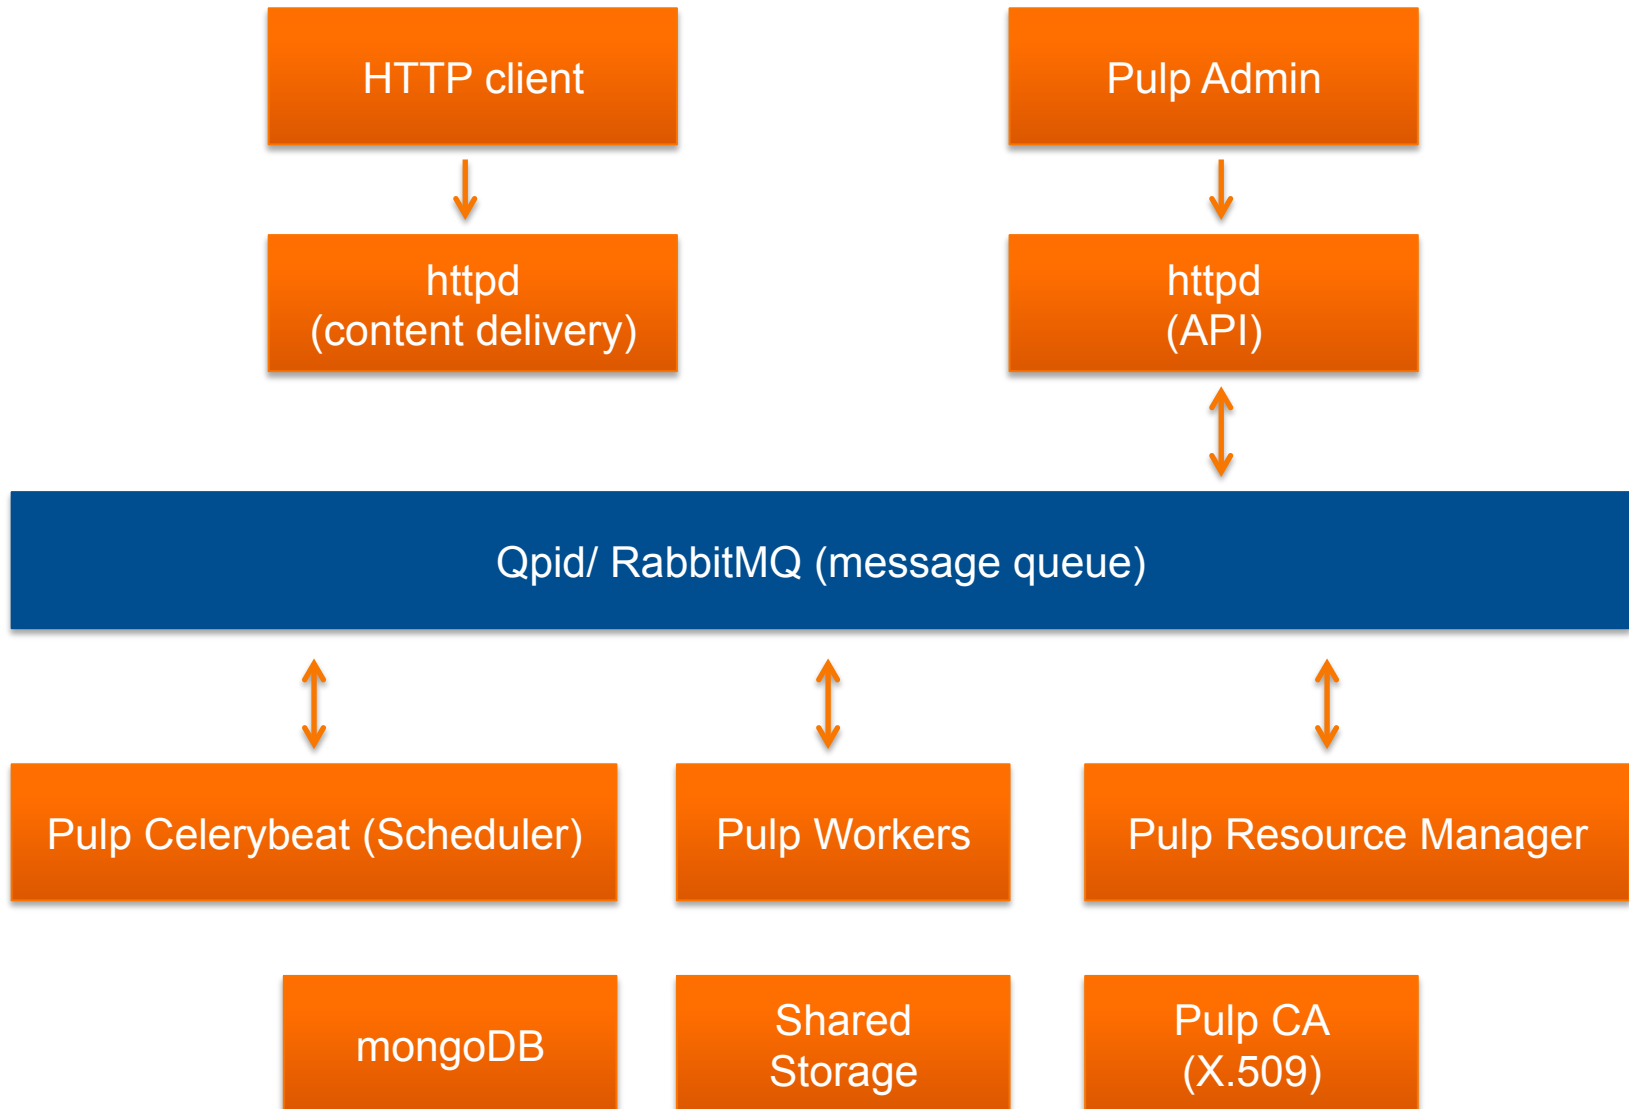 HTTP client
Pulp Admin
httpd
(content delivery)
httpd
(API)
Qpid/ RabbitMQ (message queue)
Pulp Celerybeat (Scheduler)
Pulp Workers
Pulp Resource Manager
mongoDB
Shared
Storage
Pulp CA
(X.509)